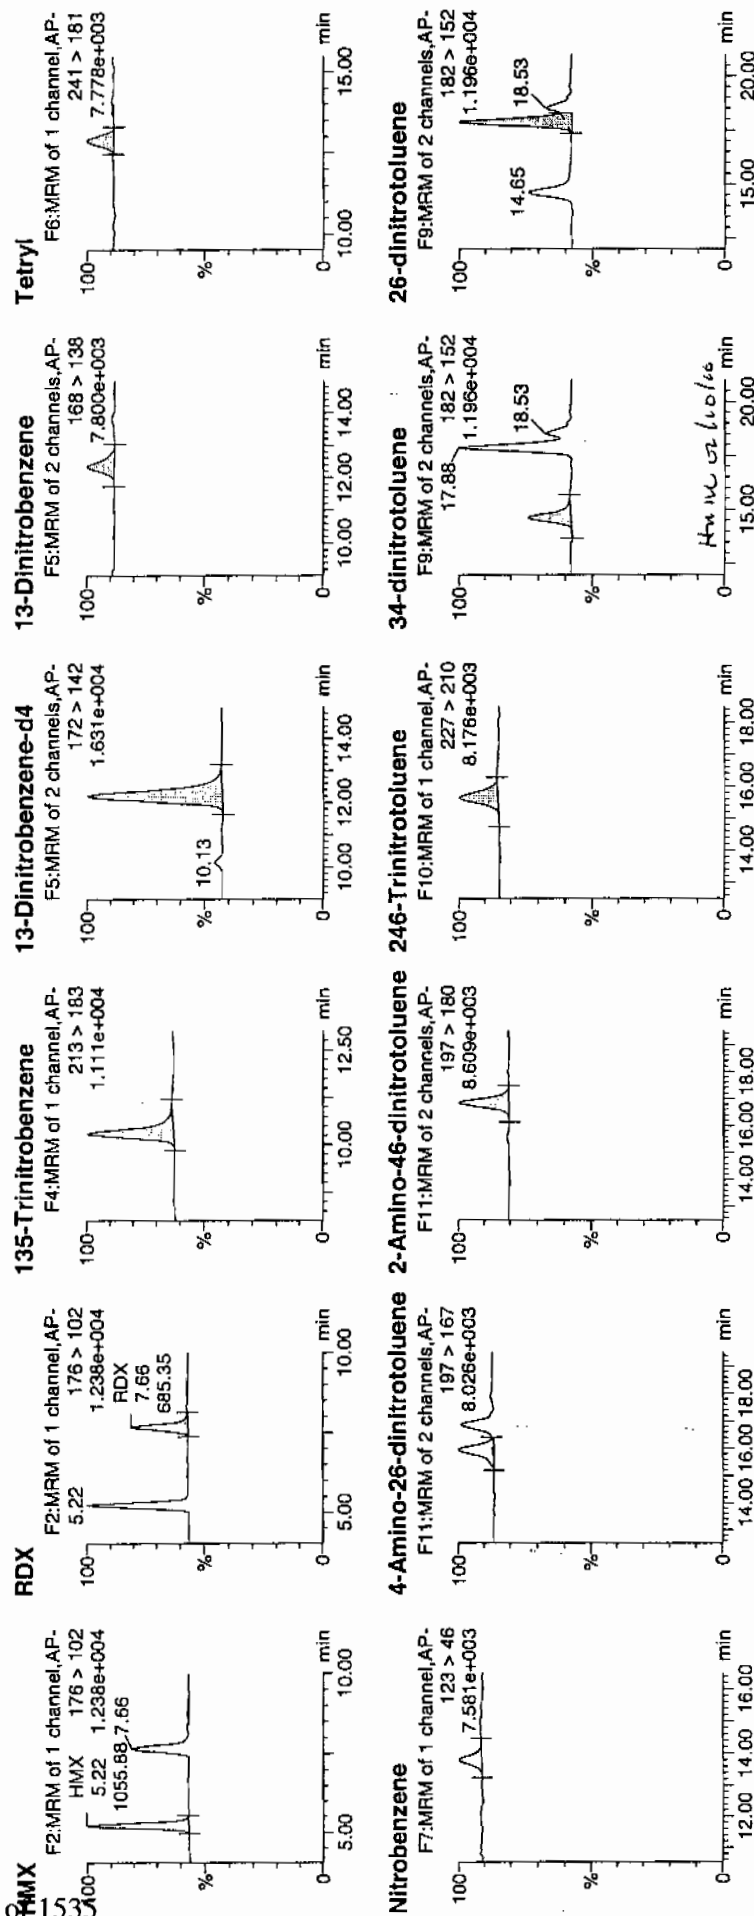 HMX
F2:MRM of 1 channel,AP-
HMX 176 > 102
5.22 1.238e+004
1055.88 7.66
100
%
0
5.00 10.00
min
RDX
F2:MRM of 1 channel,AP-
5.22 176 > 102
1.238e+004
RDX
7.66
685.35
100
%
0
5.00 10.00
min
135-Trinitrobenzene
F4:MRM of 1 channel,AP-
213 > 183
1.111e+004
100
%
0
10.00 12.50
min
13-Dinitrobenzene-d4
F5:MRM of 2 channels,AP-
172 > 142
1.631e+004
10.13
100
%
0
10.00 12.00 14.00
min
13-Dinitrobenzene
F5:MRM of 2 channels,AP-
168 > 138
7.800e+003
100
%
0
10.00 12.00 14.00
min
Tetryl
F6:MRM of 1 channel,AP-
241 > 181
7.778e+003
100
%
0
10.00 15.00
min
Nitrobenzene
F7:MRM of 1 channel,AP-
123 > 46
7.581e+003
100
%
0
12.00 14.00 16.00
min
4-Amino-26-dinitrotoluene
F11:MRM of 2 channels,AP-
197 > 167
8.026e+003
100
%
0
14.00 16.00 18.00
min
2-Amino-46-dinitrotoluene
F11:MRM of 2 channels,AP-
197 > 180
8.609e+003
100
%
0
14.00 16.00 18.00
min
246-Trinitrotoluene
F10:MRM of 1 channel,AP-
227 > 210
8.176e+003
100
%
0
14.00 16.00 18.00
min
34-dinitrotoluene
F9:MRM of 2 channels,AP-
17.88 182 > 152
1.196e+004
18.53
100
%
0
15.00 20.00
min
26-dinitrotoluene
F9:MRM of 2 channels,AP-
182 > 152
1.196e+004
14.65
18.53
100
%
0
15.00 20.00
min
1535